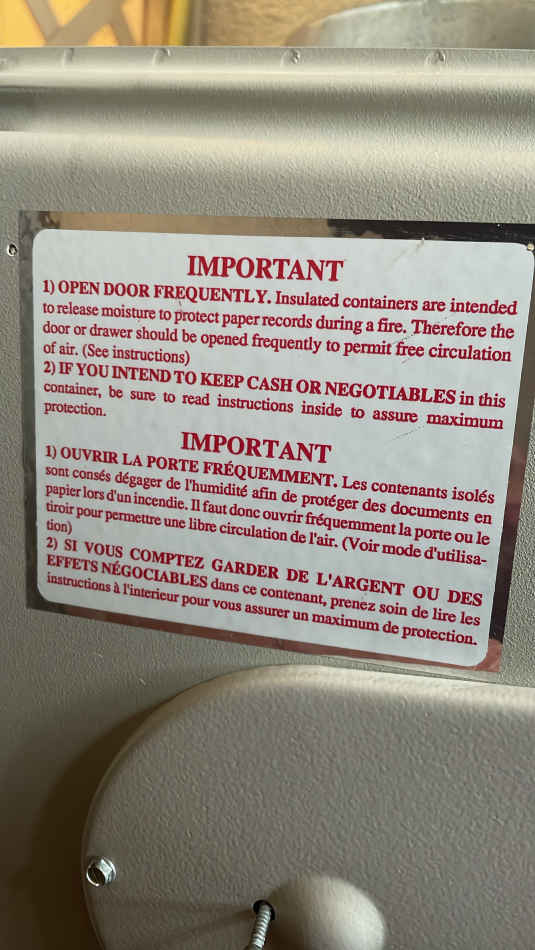 IMPORTANT
1) OPEN DOOR FREQUENTLY. Insulated containers are intended
to release moisture to protect paper records during a fire. Therefore the
door or drawer should be opened frequently to permit free circulation
of air. (See instructions)
2) IF YOU INTEND TO KEEP CASH OR NEGOTIABLES in this
container, be sure to read instructions inside to assure maximum
protection.
IMPORTANT
1) OUVRIR LA PORTE FRÉQUEMMENT. Les contenants isolés
sont consés dégager de l'humidité afin de protéger des documents en
papier lors d'un incendie. Il faut donc ouvrir fréquemment la porte ou le
tiroir pour permettre une libre circulation de l'air. (Voir mode d'utilisa-
tion)
2) SI VOUS COMPTEZ GARDER DE L'ARGENT OU DES
EFFETS NÉGOCIABLES dans ce contenant, prenez soin de lire les
instructions à l'interieur pour vous assurer un maximum de protection.